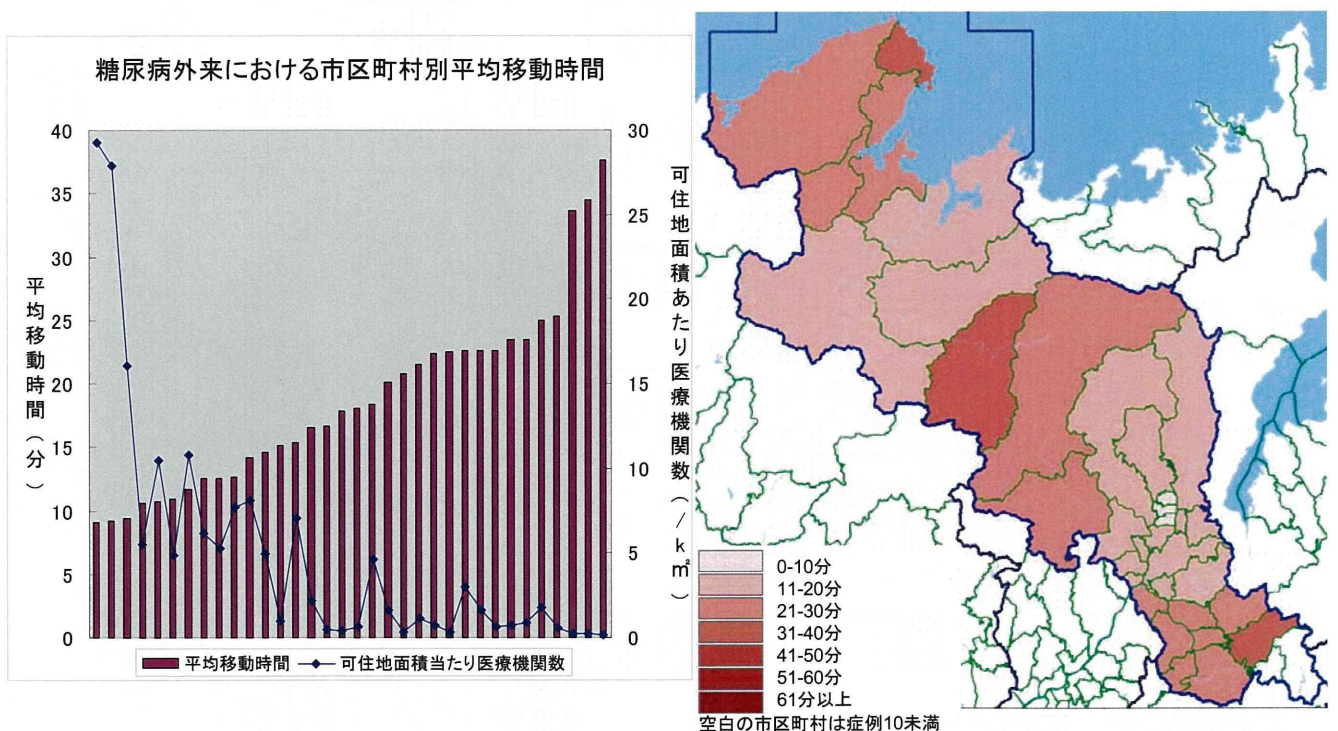 糖尿病外来における市区町村別平均移動時間
平均移動時間（分）
40
35
30
25
20
15
10
5
0
30
25
20
15
10
5
0
可住地面積あたり医療機関数（/k㎡）
平均移動時間
可住地面積当たり医療機関数
0-10分
11-20分
21-30分
31-40分
41-50分
51-60分
61分以上
空白の市区町村は症例10未満